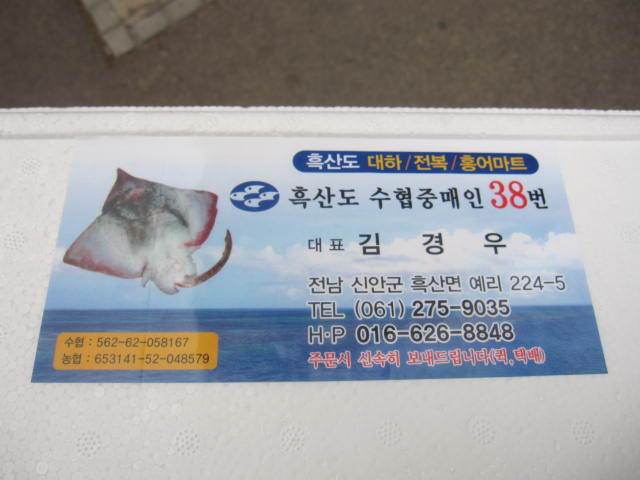 흑산도 대하/전복/홍어마트
흑산도 수협중매인 38번
대표 김경우
전남 신안군 흑산면 예리 224-5
TEL (061) 275-9035
H·P 016-626-8848
주문시 신속히 보내드립니다(퀵,택배)
수협 : 562-62-058167
농협 : 653141-52-048579